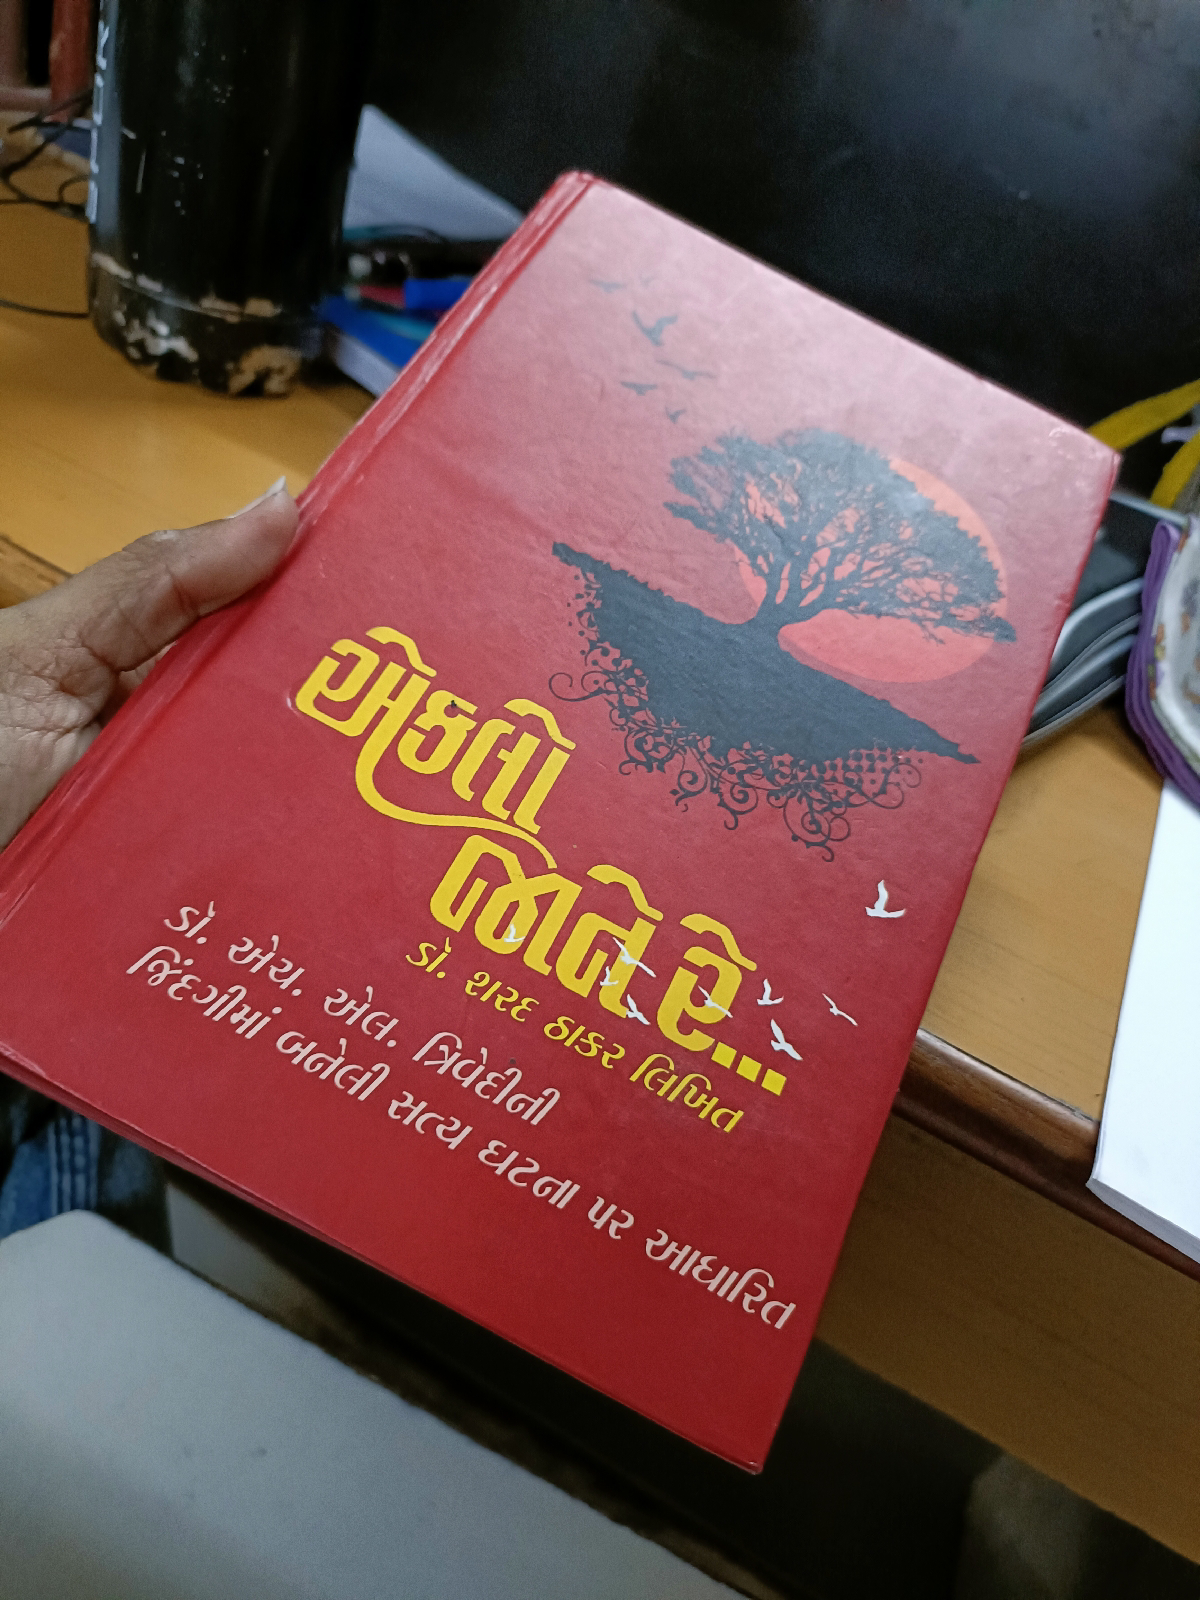 એકલો
જાને રે...
ડૉ. શરદ ઠાકર લિખિત
ડૉ. એચ. એલ. ત્રિવેદીની
જિંદગીમાં બનેલી સત્ય ઘટના પર આધારિત